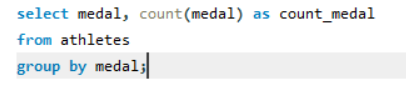 select medal, count(medal) as count_medal
from athletes
group by medal;